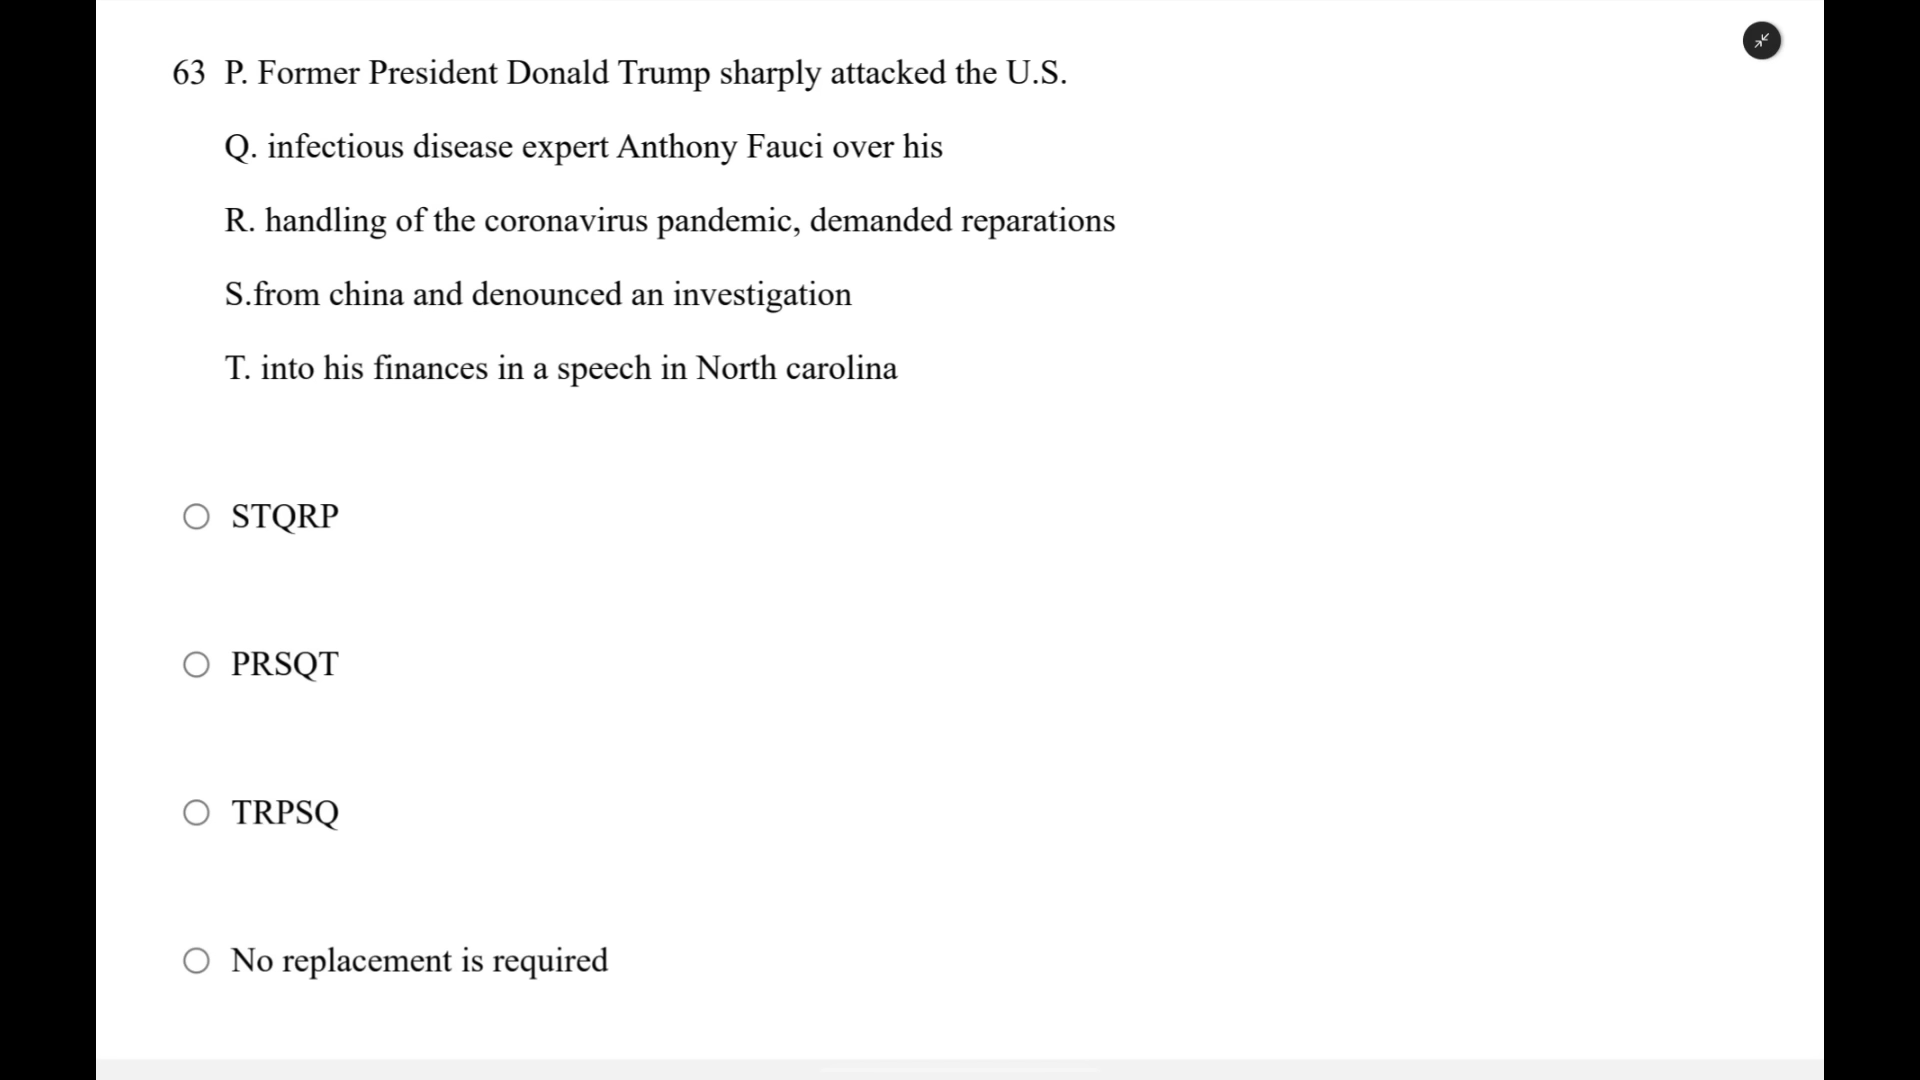 63 P. Former President Donald Trump sharply attacked the U.S.
Q. infectious disease expert Anthony Fauci over his
R. handling of the coronavirus pandemic, demanded reparations
S.from china and denounced an investigation
T. into his finances in a speech in North carolina
STQRP
PRSQT
TRPSQ
No replacement is required